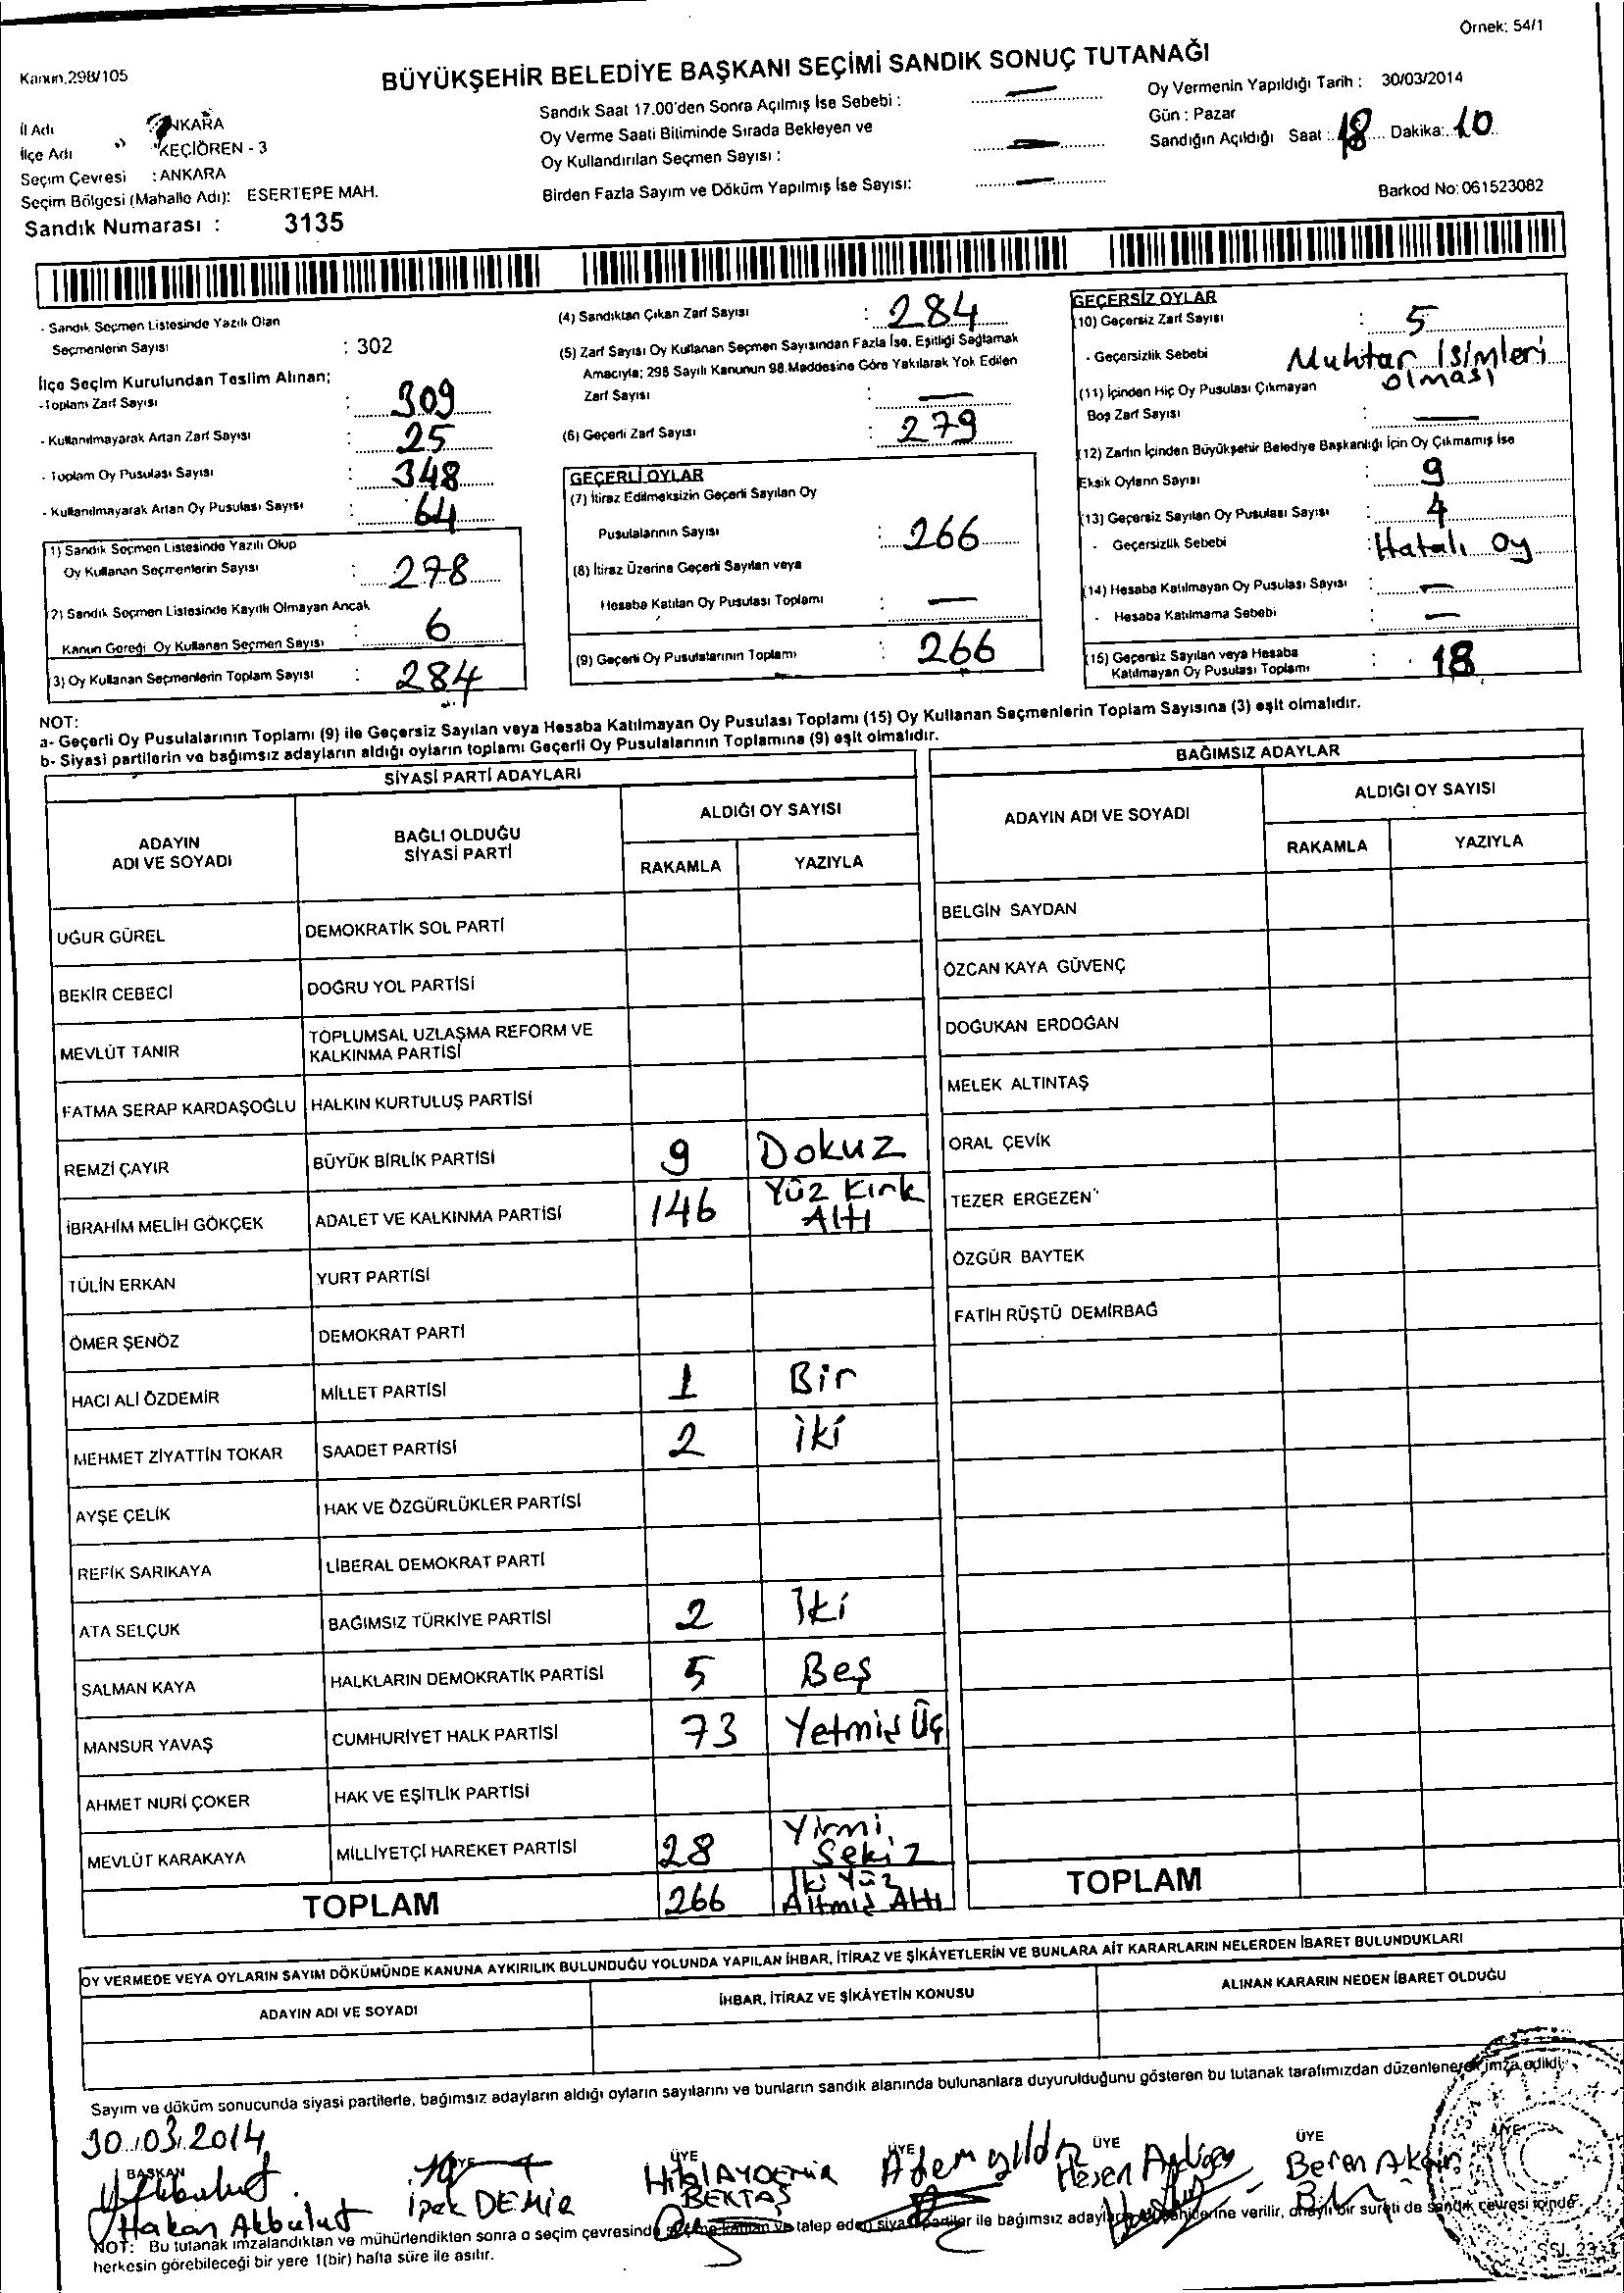 Örnek: 54/1
Kanun.298/105
BÜYÜKŞEHİR BELEDİYE BAŞKANI SEÇİMİ SANDIK SONUÇ TUTANAĞI
İl Adı ANKARA
İlçe Adı KEÇİÖREN - 3
Seçim Çevresi : ANKARA
Seçim Bölgesi (Mahalle Adı): ESERTEPE MAH.
Sandık Numarası : 3135
Sandık Saat 17.00'den Sonra Açılmış İse Sebebi : —
Oy Verme Saati Bitiminde Sırada Bekleyen ve
Oy Kullandırılan Seçmen Sayısı : —
Birden Fazla Sayım ve Döküm Yapılmış İse Sayısı: —
Oy Vermenin Yapıldığı Tarih : 30/03/2014
Gün : Pazar
Sandığın Açıldığı Saat : 18 Dakika: 10
Barkod No: 061523082
- Sandık Seçmen Listesinde Yazılı Olan
Seçmenlerin Sayısı : 302
İlçe Seçim Kurulundan Teslim Alınan;
-Toplam Zarf Sayısı : 309
- Kullanılmayarak Artan Zarf Sayısı : 25
- Toplam Oy Pusulası Sayısı : 348
- Kullanılmayarak Artan Oy Pusulası Sayısı : 64
1) Sandık Seçmen Listesinde Yazılı Olup
Oy Kullanan Seçmenlerin Sayısı : 278
2) Sandık Seçmen Listesinde Kayıtlı Olmayan Ancak
Kanun Gereği Oy Kullanan Seçmen Sayısı : 6
3) Oy Kullanan Seçmenlerin Toplam Sayısı : 284
(4) Sandıktan Çıkan Zarf Sayısı : 284
(5) Zarf Sayısı Oy Kullanan Seçmen Sayısından Fazla İse, Eşitliği Sağlamak
Amacıyla; 298 Sayılı Kanunun 98.Maddesine Göre Yakılarak Yok Edilen
Zarf Sayısı : —
(6) Geçerli Zarf Sayısı : 279
GEÇERLİ OYLAR
(7) İtiraz Edilmeksizin Geçerli Sayılan Oy
Pusulalarının Sayısı : 266
(8) İtiraz Üzerine Geçerli Sayılan veya
Hesaba Katılan Oy Pusulası Toplamı : —
(9) Geçerli Oy Pusulalarının Toplamı : 266
GEÇERSİZ OYLAR
(10) Geçersiz Zarf Sayısı : 5
- Geçersizlik Sebebi Muhtar İsimleri
olması
(11) İçinden Hiç Oy Pusulası Çıkmayan
Boş Zarf Sayısı : —
(12) Zarfın İçinden Büyükşehir Belediye Başkanlığı İçin Oy Çıkmamış İse
Eksik Oyların Sayısı : 9
(13) Geçersiz Sayılan Oy Pusulası Sayısı : 4
- Geçersizlik Sebebi : Hatalı oy
(14) Hesaba Katılmayan Oy Pusulası Sayısı : —
- Hesaba Katılmama Sebebi : —
(15) Geçersiz Sayılan veya Hesaba
Katılmayan Oy Pusulası Toplamı : 18
NOT:
a- Geçerli Oy Pusulalarının Toplamı (9) ile Geçersiz Sayılan veya Hesaba Katılmayan Oy Pusulası Toplamı (15) Oy Kullanan Seçmenlerin Toplam Sayısına (3) eşit olmalıdır.
b- Siyasi partilerin ve bağımsız adayların aldığı oyların toplamı Geçerli Oy Pusulalarının Toplamına (9) eşit olmalıdır.
SİYASİ PARTİ ADAYLARI
ADAYIN
ADI VE SOYADI
BAĞLI OLDUĞU
SİYASİ PARTİ
ALDIĞI OY SAYISI
RAKAMLA YAZIYLA
UĞUR GÜREL DEMOKRATİK SOL PARTİ
BEKİR CEBECİ DOĞRU YOL PARTİSİ
MEVLÜT TANIR TOPLUMSAL UZLAŞMA REFORM VE
KALKINMA PARTİSİ
FATMA SERAP KARDAŞOĞLU HALKIN KURTULUŞ PARTİSİ
REMZİ ÇAYIR BÜYÜK BİRLİK PARTİSİ 9 Dokuz
İBRAHİM MELİH GÖKÇEK ADALET VE KALKINMA PARTİSİ 146 Yüz Kırk
Altı
TÜLİN ERKAN YURT PARTİSİ
ÖMER ŞENÖZ DEMOKRAT PARTİ
HACI ALİ ÖZDEMİR MİLLET PARTİSİ 1 Bir
MEHMET ZİYATTİN TOKAR SAADET PARTİSİ 2 İki
AYŞE ÇELİK HAK VE ÖZGÜRLÜKLER PARTİSİ
REFİK SARIKAYA LİBERAL DEMOKRAT PARTİ
ATA SELÇUK BAĞIMSIZ TÜRKİYE PARTİSİ 2 İki
SALMAN KAYA HALKLARIN DEMOKRATİK PARTİSİ 5 Beş
MANSUR YAVAŞ CUMHURİYET HALK PARTİSİ 73 Yetmiş Üç
AHMET NURİ ÇOKER HAK VE EŞİTLİK PARTİSİ
MEVLÜT KARAKAYA MİLLİYETÇİ HAREKET PARTİSİ 28 Yirmi
Sekiz
TOPLAM 266 İki Yüz
Altmış Altı
BAĞIMSIZ ADAYLAR
ADAYIN ADI VE SOYADI
ALDIĞI OY SAYISI
RAKAMLA YAZIYLA
BELGİN SAYDAN
ÖZCAN KAYA GÜVENÇ
DOĞUKAN ERDOĞAN
MELEK ALTINTAŞ
ORAL ÇEVİK
TEZER ERGEZEN
ÖZGÜR BAYTEK
FATİH RÜŞTÜ DEMİRBAĞ
TOPLAM
OY VERMEDE VEYA OYLARIN SAYIM DÖKÜMÜNDE KANUNA AYKIRILIK BULUNDUĞU YOLUNDA YAPILAN İHBAR, İTİRAZ VE ŞİKÂYETLERİN VE BUNLARA AİT KARARLARIN NELERDEN İBARET BULUNDUKLARI
ADAYIN ADI VE SOYADI İHBAR, İTİRAZ VE ŞİKÂYETİN KONUSU ALINAN KARARIN NEDEN İBARET OLDUĞU
Sayım ve döküm sonucunda siyasi partilerle, bağımsız adayların aldığı oyların sayılarını ve bunların sandık alanında bulunanlara duyurulduğunu gösteren bu tutanak tarafımızdan düzenlenerek imza edildi.
30.03.2014
BAŞKAN ÜYE ÜYE ÜYE ÜYE ÜYE
Hakan Akbulut
İpek DEMİR
Hilal AYDEMİR
BEKTAŞ
Adem yıldız
Beren Akın
NOT: Bu tutanak imzalandıktan ve mühürlendikten sonra o seçim çevresinde talep eden siyasi partiler ile bağımsız adayların verilir, onaylı bir sureti de sandık çevresi içinde
herkesin görebileceği bir yere 1(bir) hafta süre ile asılır.